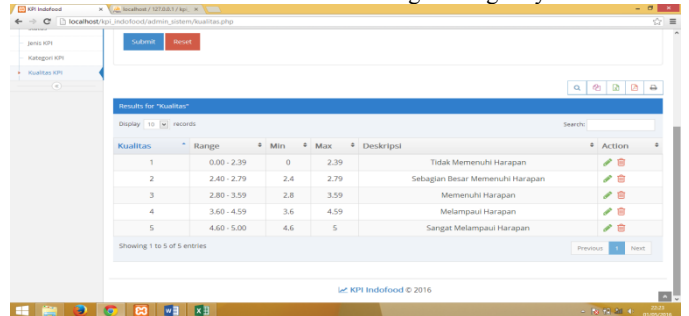 KPI Indofood
localhost / 127.0.0.1 / kpi
localhost/kpi_indofood/admin_sistem/kualitas.php
Jenis KPI
Kategori KPI
Kualitas KPI
Submit Reset
Results for "Kualitas"
Display 10 records Search:
Kualitas Range Min Max Deskripsi Action
1 0.00 - 2.39 0 2.39 Tidak Memenuhi Harapan
2 2.40 - 2.79 2.4 2.79 Sebagian Besar Memenuhi Harapan
3 2.80 - 3.59 2.8 3.59 Memenuhi Harapan
4 3.60 - 4.59 3.6 4.59 Melampaui Harapan
5 4.60 - 5.00 4.6 5 Sangat Melampaui Harapan
Showing 1 to 5 of 5 entries Previous 1 Next
KPI Indofood © 2016